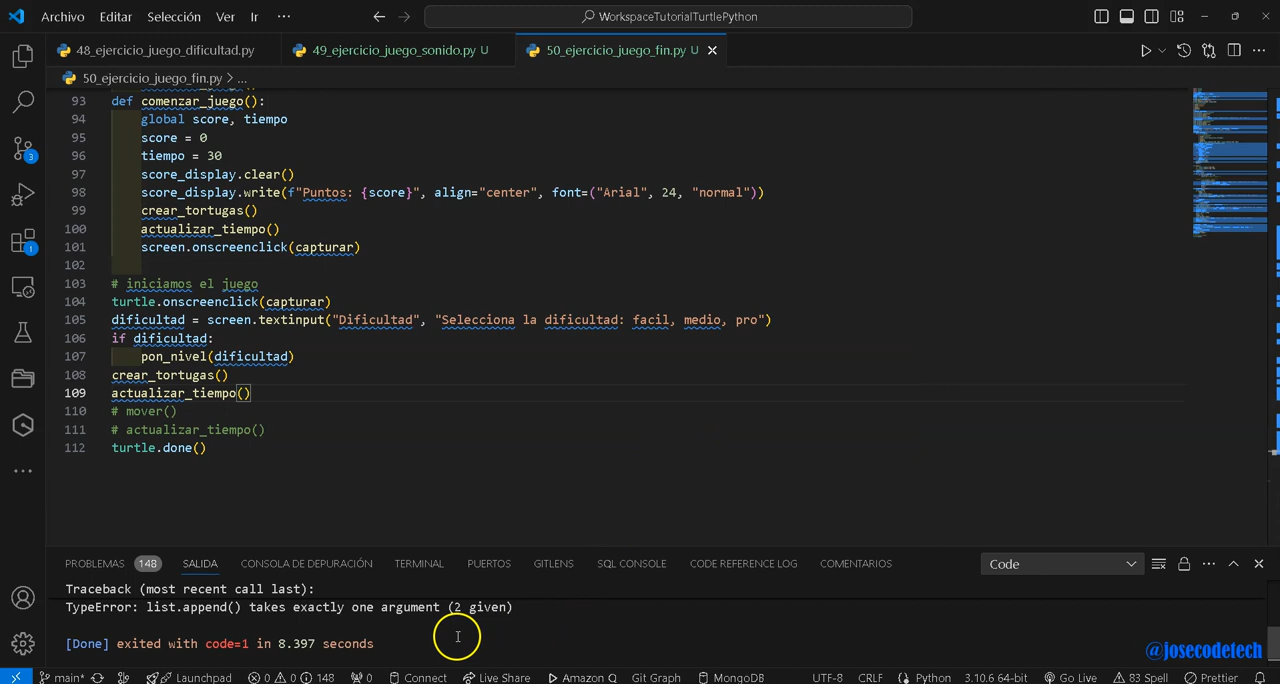 Archivo Editar Selección Ver Ir ··· WorkspaceTutorialTurtlePython
48_ejercicio_juego_dificultad.py 49_ejercicio_juego_sonido.py U 50_ejercicio_juego_fin.py U
50_ejercicio_juego_fin.py > ...
93 def comenzar_juego():
94 global score, tiempo
95 score = 0
96 tiempo = 30
97 score_display.clear()
98 score_display.write(f"Puntos: {score}", align="center", font=("Arial", 24, "normal"))
99 crear_tortugas()
100 actualizar_tiempo()
101 screen.onscreenclick(capturar)
102
103 # iniciamos el juego
104 turtle.onscreenclick(capturar)
105 dificultad = screen.textinput("Dificultad", "Selecciona la dificultad: facil, medio, pro")
106 if dificultad:
107 pon_nivel(dificultad)
108 crear_tortugas()
109 actualizar_tiempo()
110 # mover()
111 # actualizar_tiempo()
112 turtle.done()
3
1
PROBLEMAS 148 SALIDA CONSOLA DE DEPURACIÓN TERMINAL PUERTOS GITLENS SQL CONSOLE CODE REFERENCE LOG COMENTARIOS Code
Traceback (most recent call last):
TypeError: list.append() takes exactly one argument (2 given)
[Done] exited with code=1 in 8.397 seconds
@josecodetech
main* Launchpad 0 0 148 0 Connect Live Share Amazon Q Git Graph MongoDB UTF-8 CRLF Python 3.10.6 64-bit Go Live 83 Spell Prettier